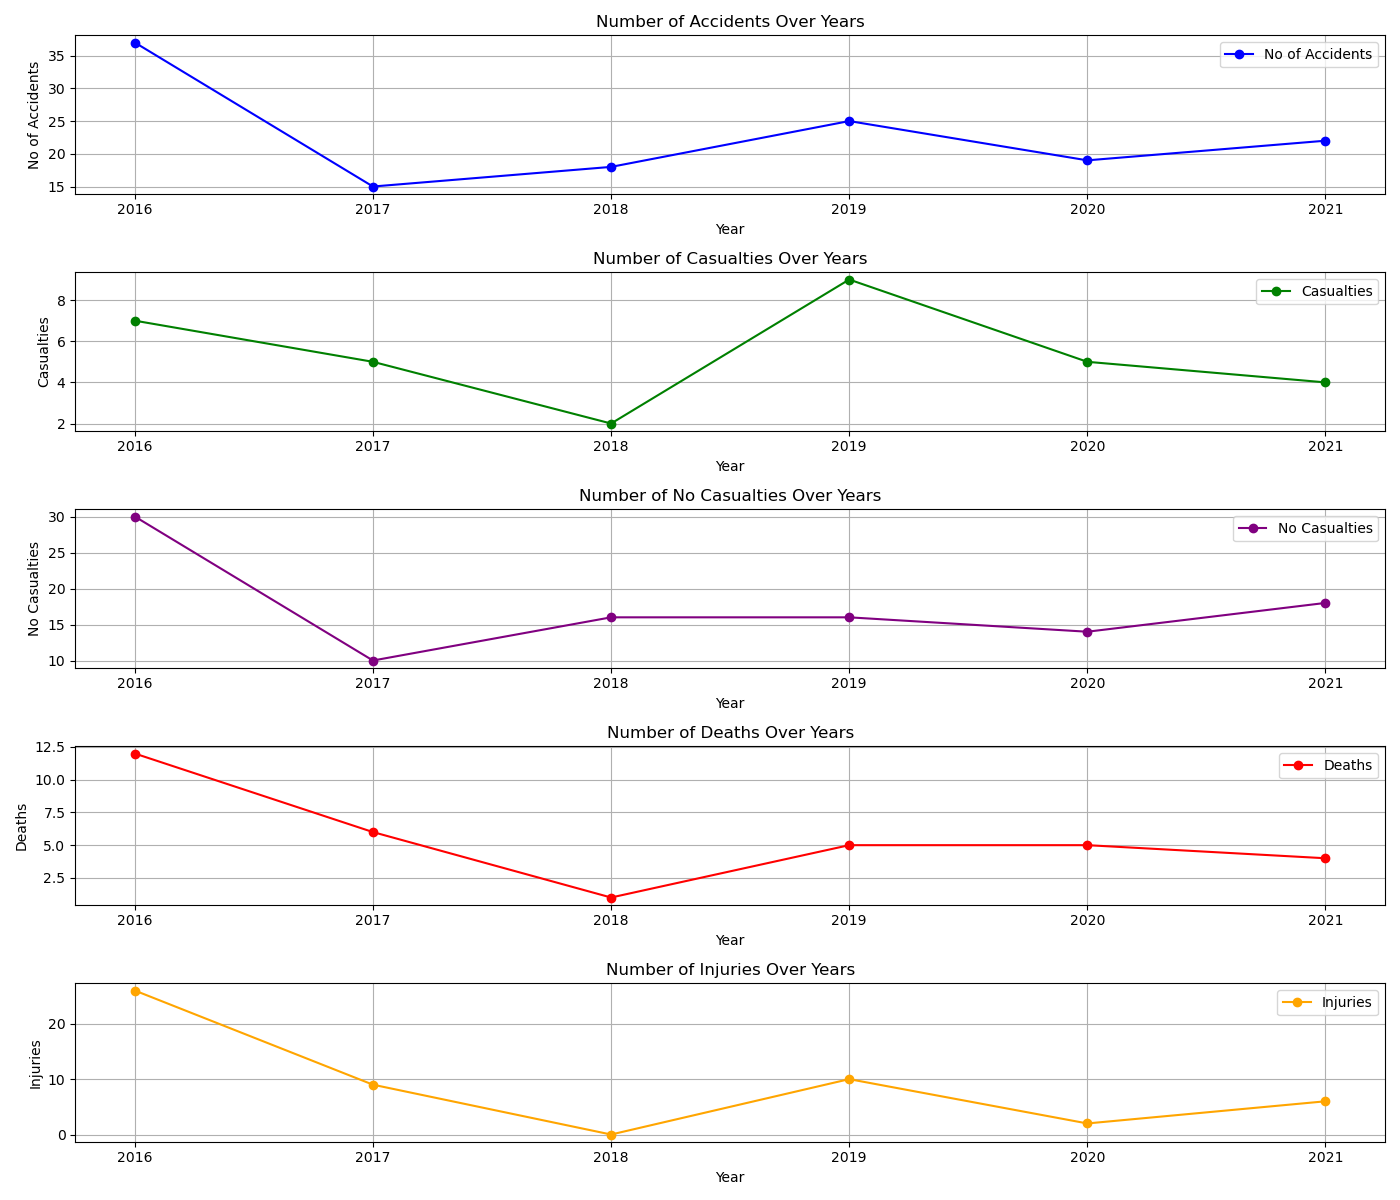 Number of Accidents Over Years
No of Accidents
35
30
25
20
15
No of Accidents
2016 2017 2018 2019 2020 2021
Year
Number of Casualties Over Years
Casualties
8
6
4
2
Casualties
2016 2017 2018 2019 2020 2021
Year
Number of No Casualties Over Years
No Casualties
30
25
20
15
10
No Casualties
2016 2017 2018 2019 2020 2021
Year
Number of Deaths Over Years
Deaths
12.5
10.0
7.5
5.0
2.5
Deaths
2016 2017 2018 2019 2020 2021
Year
Number of Injuries Over Years
Injuries
20
10
0
Injuries
2016 2017 2018 2019 2020 2021
Year